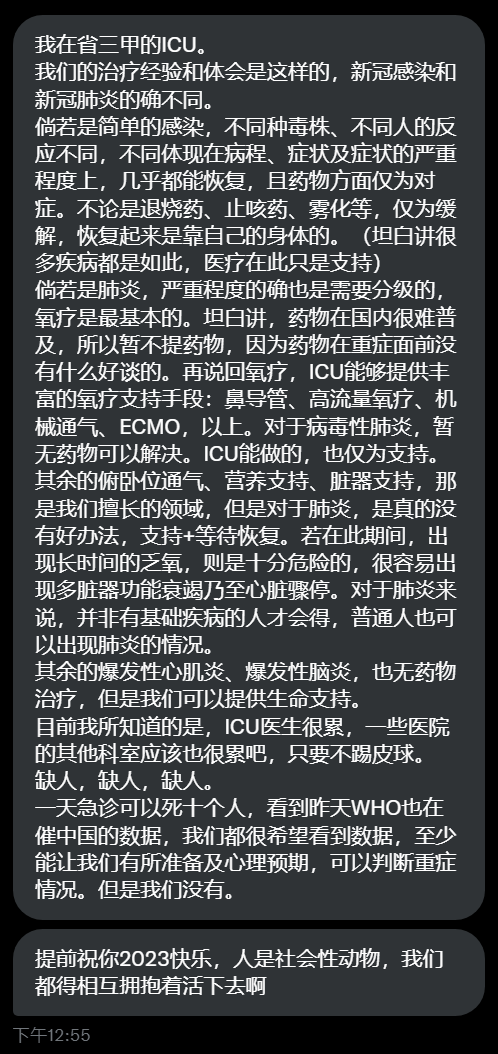 我在省三甲的ICU。
我们的治疗经验和体会是这样的，新冠感染和
新冠肺炎的确不同。
倘若是简单的感染，不同种毒株、不同人的反
应不同，不同体现在病程、症状及症状的严重
程度上，几乎都能恢复，且药物方面仅为对
症。不论是退烧药、止咳药、雾化等，仅为缓
解，恢复起来是靠自己的身体的。（坦白讲很
多疾病都是如此，医疗在此只是支持）
倘若是肺炎，严重程度的确也是需要分级的，
氧疗是最基本的。坦白讲，药物在国内很难普
及，所以暂不提药物，因为药物在重症面前没
有什么好谈的。再说回氧疗，ICU能够提供丰
富的氧疗支持手段：鼻导管、高流量氧疗、机
械通气、ECMO，以上。对于病毒性肺炎，暂
无药物可以解决。ICU能做的，也仅为支持。
其余的俯卧位通气、营养支持、脏器支持，那
是我们擅长的领域，但是对于肺炎，是真的没
有好办法，支持+等待恢复。若在此期间，出
现长时间的乏氧，则是十分危险的，很容易出
现多脏器功能衰竭乃至心脏骤停。对于肺炎来
说，并非有基础疾病的人才会得，普通人也可
以出现肺炎的情况。
其余的爆发性心肌炎、爆发性脑炎，也无药物
治疗，但是我们可以提供生命支持。
目前我所知道的是，ICU医生很累，一些医院
的其他科室应该也很累吧，只要不踢皮球。
缺人，缺人，缺人。
一天急诊可以死十个人，看到昨天WHO也在
催中国的数据，我们都很希望看到数据，至少
能让我们有所准备及心理预期，可以判断重症
情况。但是我们没有。
提前祝你2023快乐，人是社会性动物，我们
都得相互拥抱着活下去啊
下午12:55